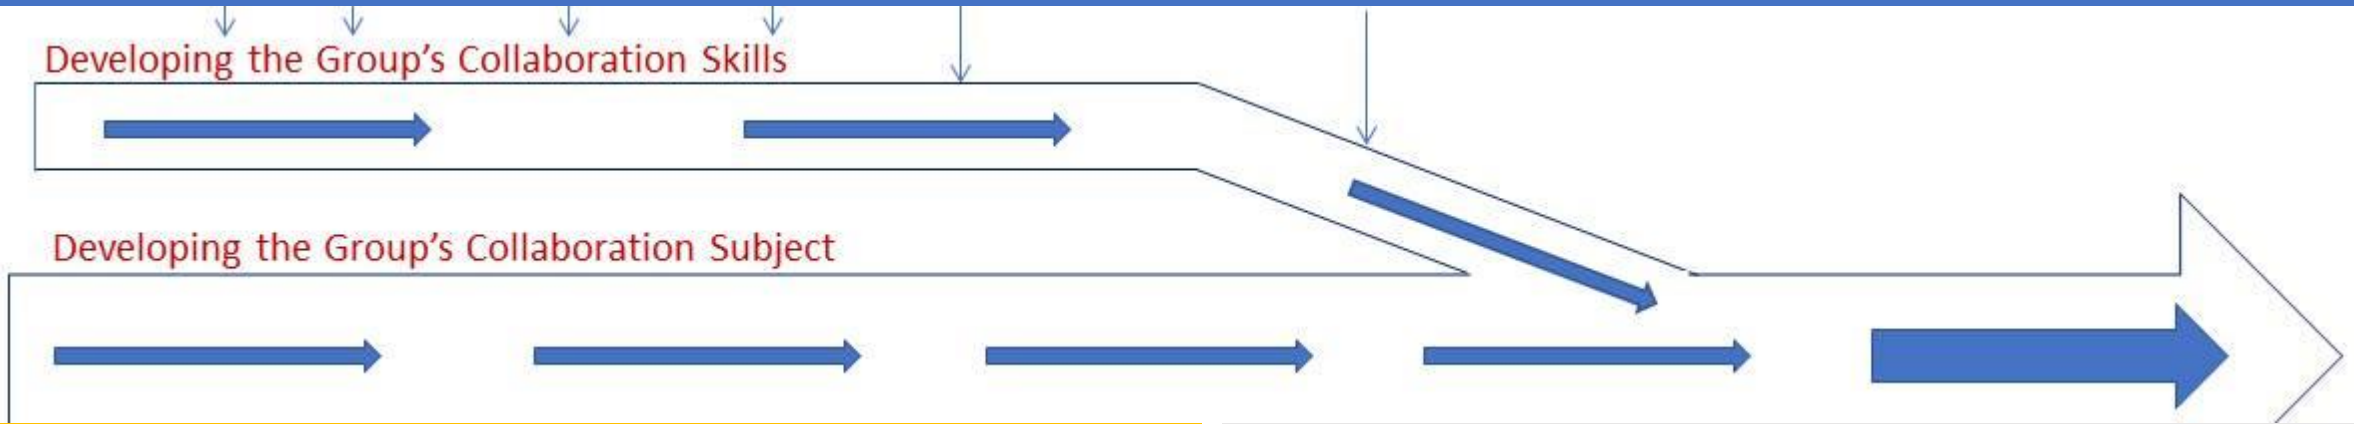 Developing the Group’s Collaboration Skills
Developing the Group’s Collaboration Subject